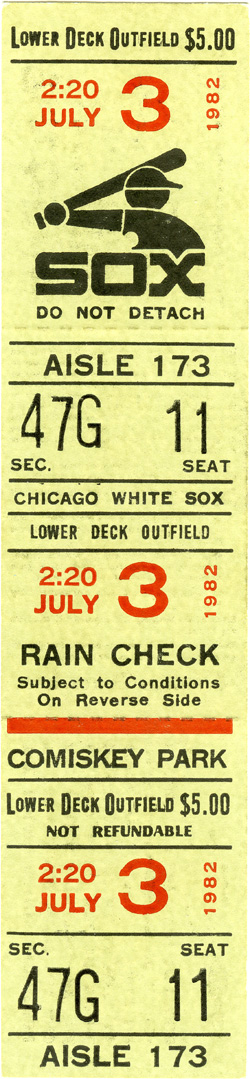 LOWER DECK OUTFIELD $5.00
2:20
JULY 3 1982
SOX
DO NOT DETACH
AISLE 173
47G 11
SEC. SEAT
CHICAGO WHITE SOX
LOWER DECK OUTFIELD
2:20
JULY 3 1982
RAIN CHECK
Subject to Conditions
On Reverse Side
COMISKEY PARK
LOWER DECK OUTFIELD $5.00
NOT REFUNDABLE
2:20
JULY 3 1982
SEC. SEAT
47G 11
AISLE 173